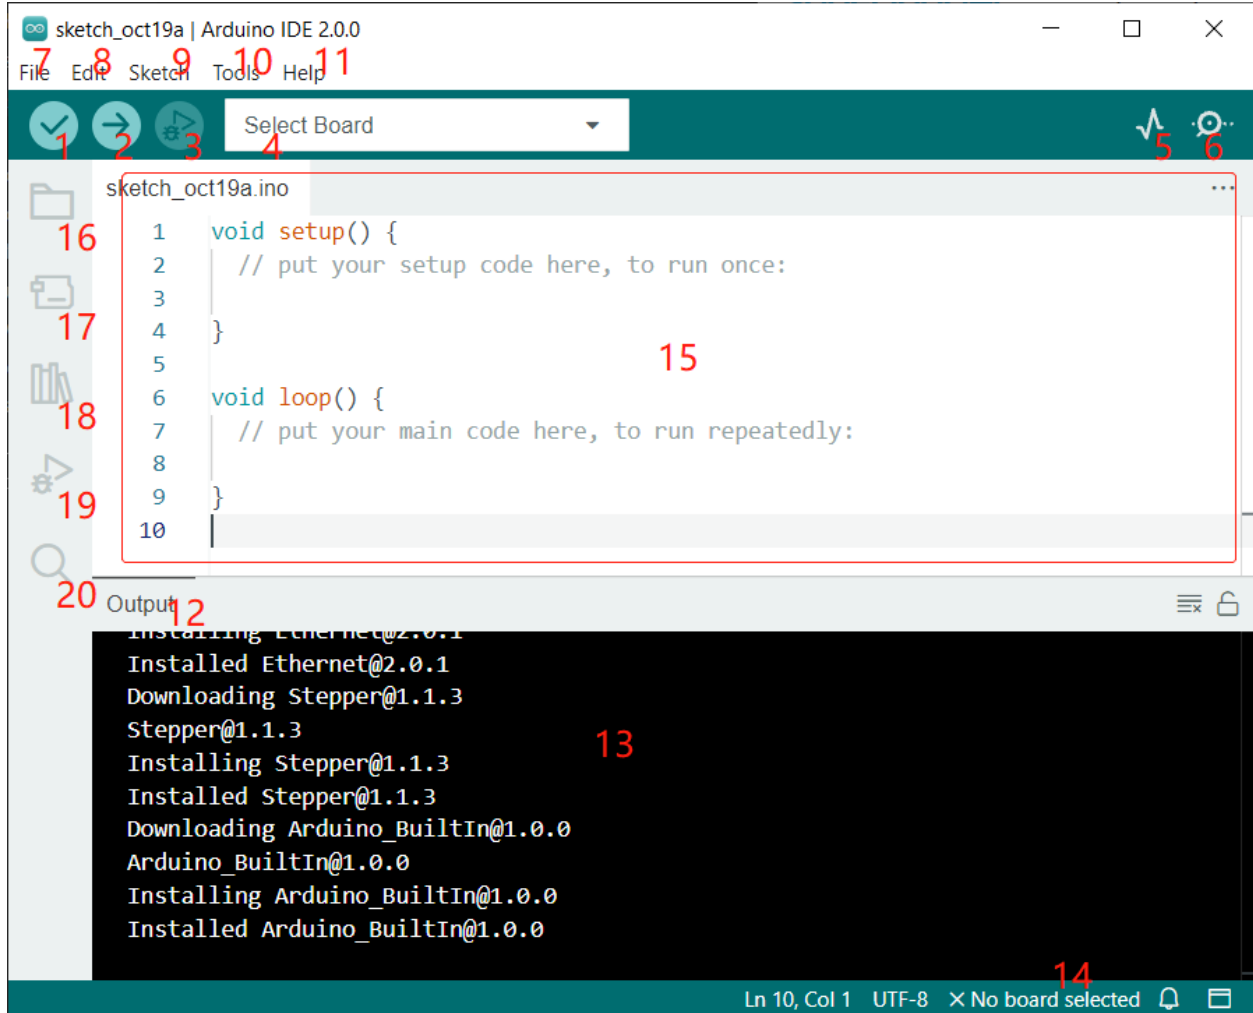 sketch_oct19a | Arduino IDE 2.0.0
File Edit Sketch Tools Help
7 8 9 10 11
Select Board
1 2 3 4 5 6
sketch_oct19a.ino
1 void setup() {
2 // put your setup code here, to run once:
3
4 }
5
6 void loop() {
7 // put your main code here, to run repeatedly:
8
9 }
10
15
16
17
18
19
20
Output
12
Installing Ethernet@2.0.1
Installed Ethernet@2.0.1
Downloading Stepper@1.1.3
Stepper@1.1.3
13
Installing Stepper@1.1.3
Installed Stepper@1.1.3
Downloading Arduino_BuiltIn@1.0.0
Arduino_BuiltIn@1.0.0
Installing Arduino_BuiltIn@1.0.0
Installed Arduino_BuiltIn@1.0.0
14
Ln 10, Col 1 UTF-8 No board selected